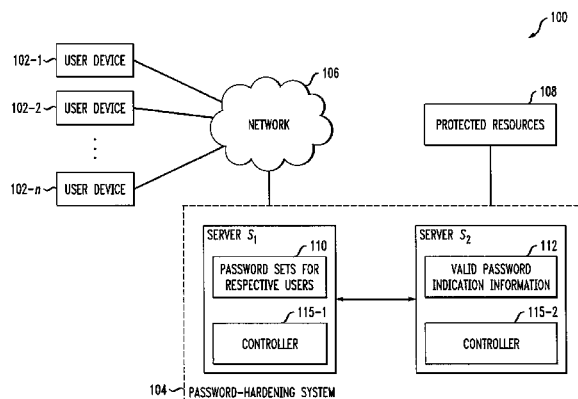 100
102-1 USER DEVICE
102-2 USER DEVICE
102-n USER DEVICE
106
NETWORK
108
PROTECTED RESOURCES
SERVER S1
110
PASSWORD SETS FOR
RESPECTIVE USERS
115-1
CONTROLLER
SERVER S2
112
VALID PASSWORD
INDICATION INFORMATION
115-2
CONTROLLER
104
PASSWORD-HARDENING SYSTEM